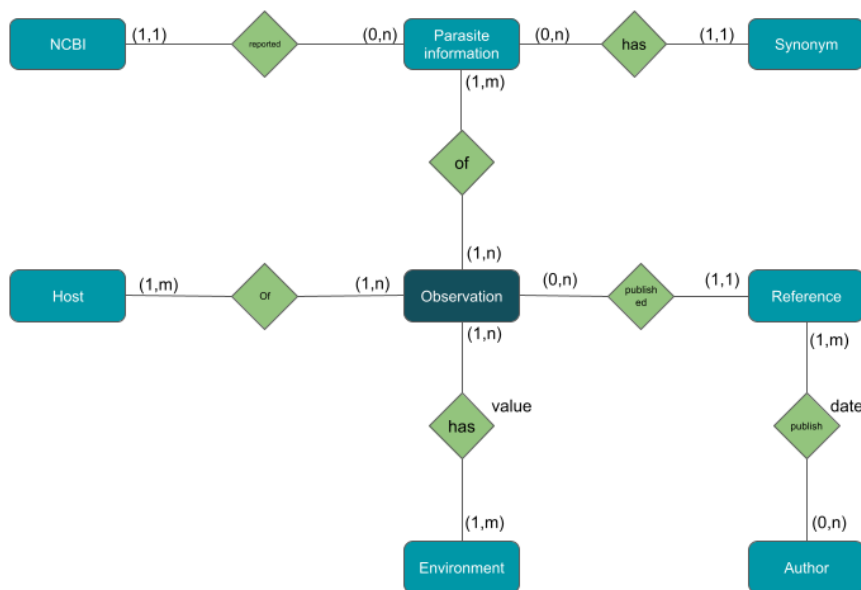 NCBI
(1,1)
reported
(0,n)
Parasite
information
(0,n)
has
(1,1)
Synonym
(1,m)
of
(1,n)
Host
(1,m)
Of
(1,n)
Observation
(0,n)
publish
ed
(1,1)
Reference
(1,n)
(1,m)
has
value
publish
date
(1,m)
(0,n)
Environment
Author